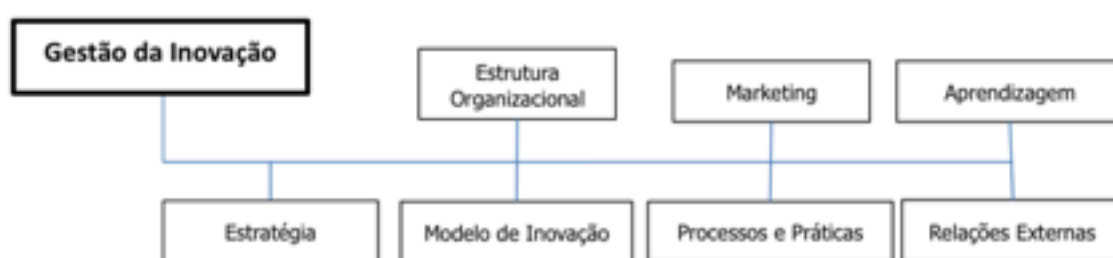 Gestão da Inovação
Estrutura
Organizacional
Marketing
Aprendizagem
Estratégia
Modelo de Inovação
Processos e Práticas
Relações Externas